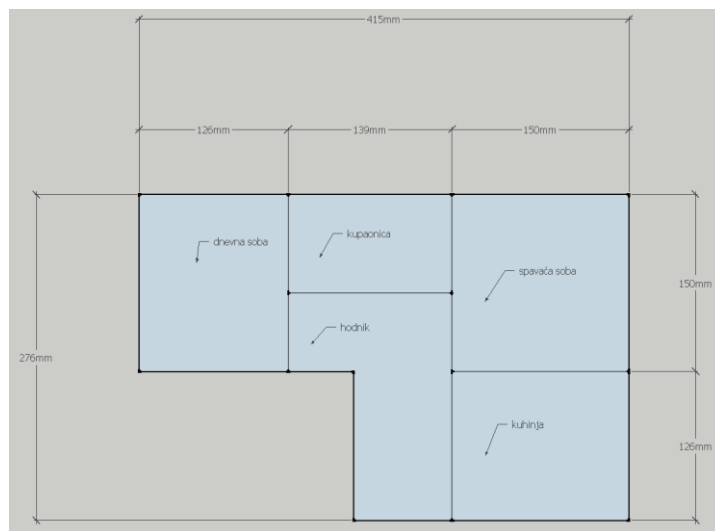 415mm
126mm
139mm
150mm
dnevna soba
kupaonica
spavaća soba
150mm
hodnik
276mm
kuhinja
126mm